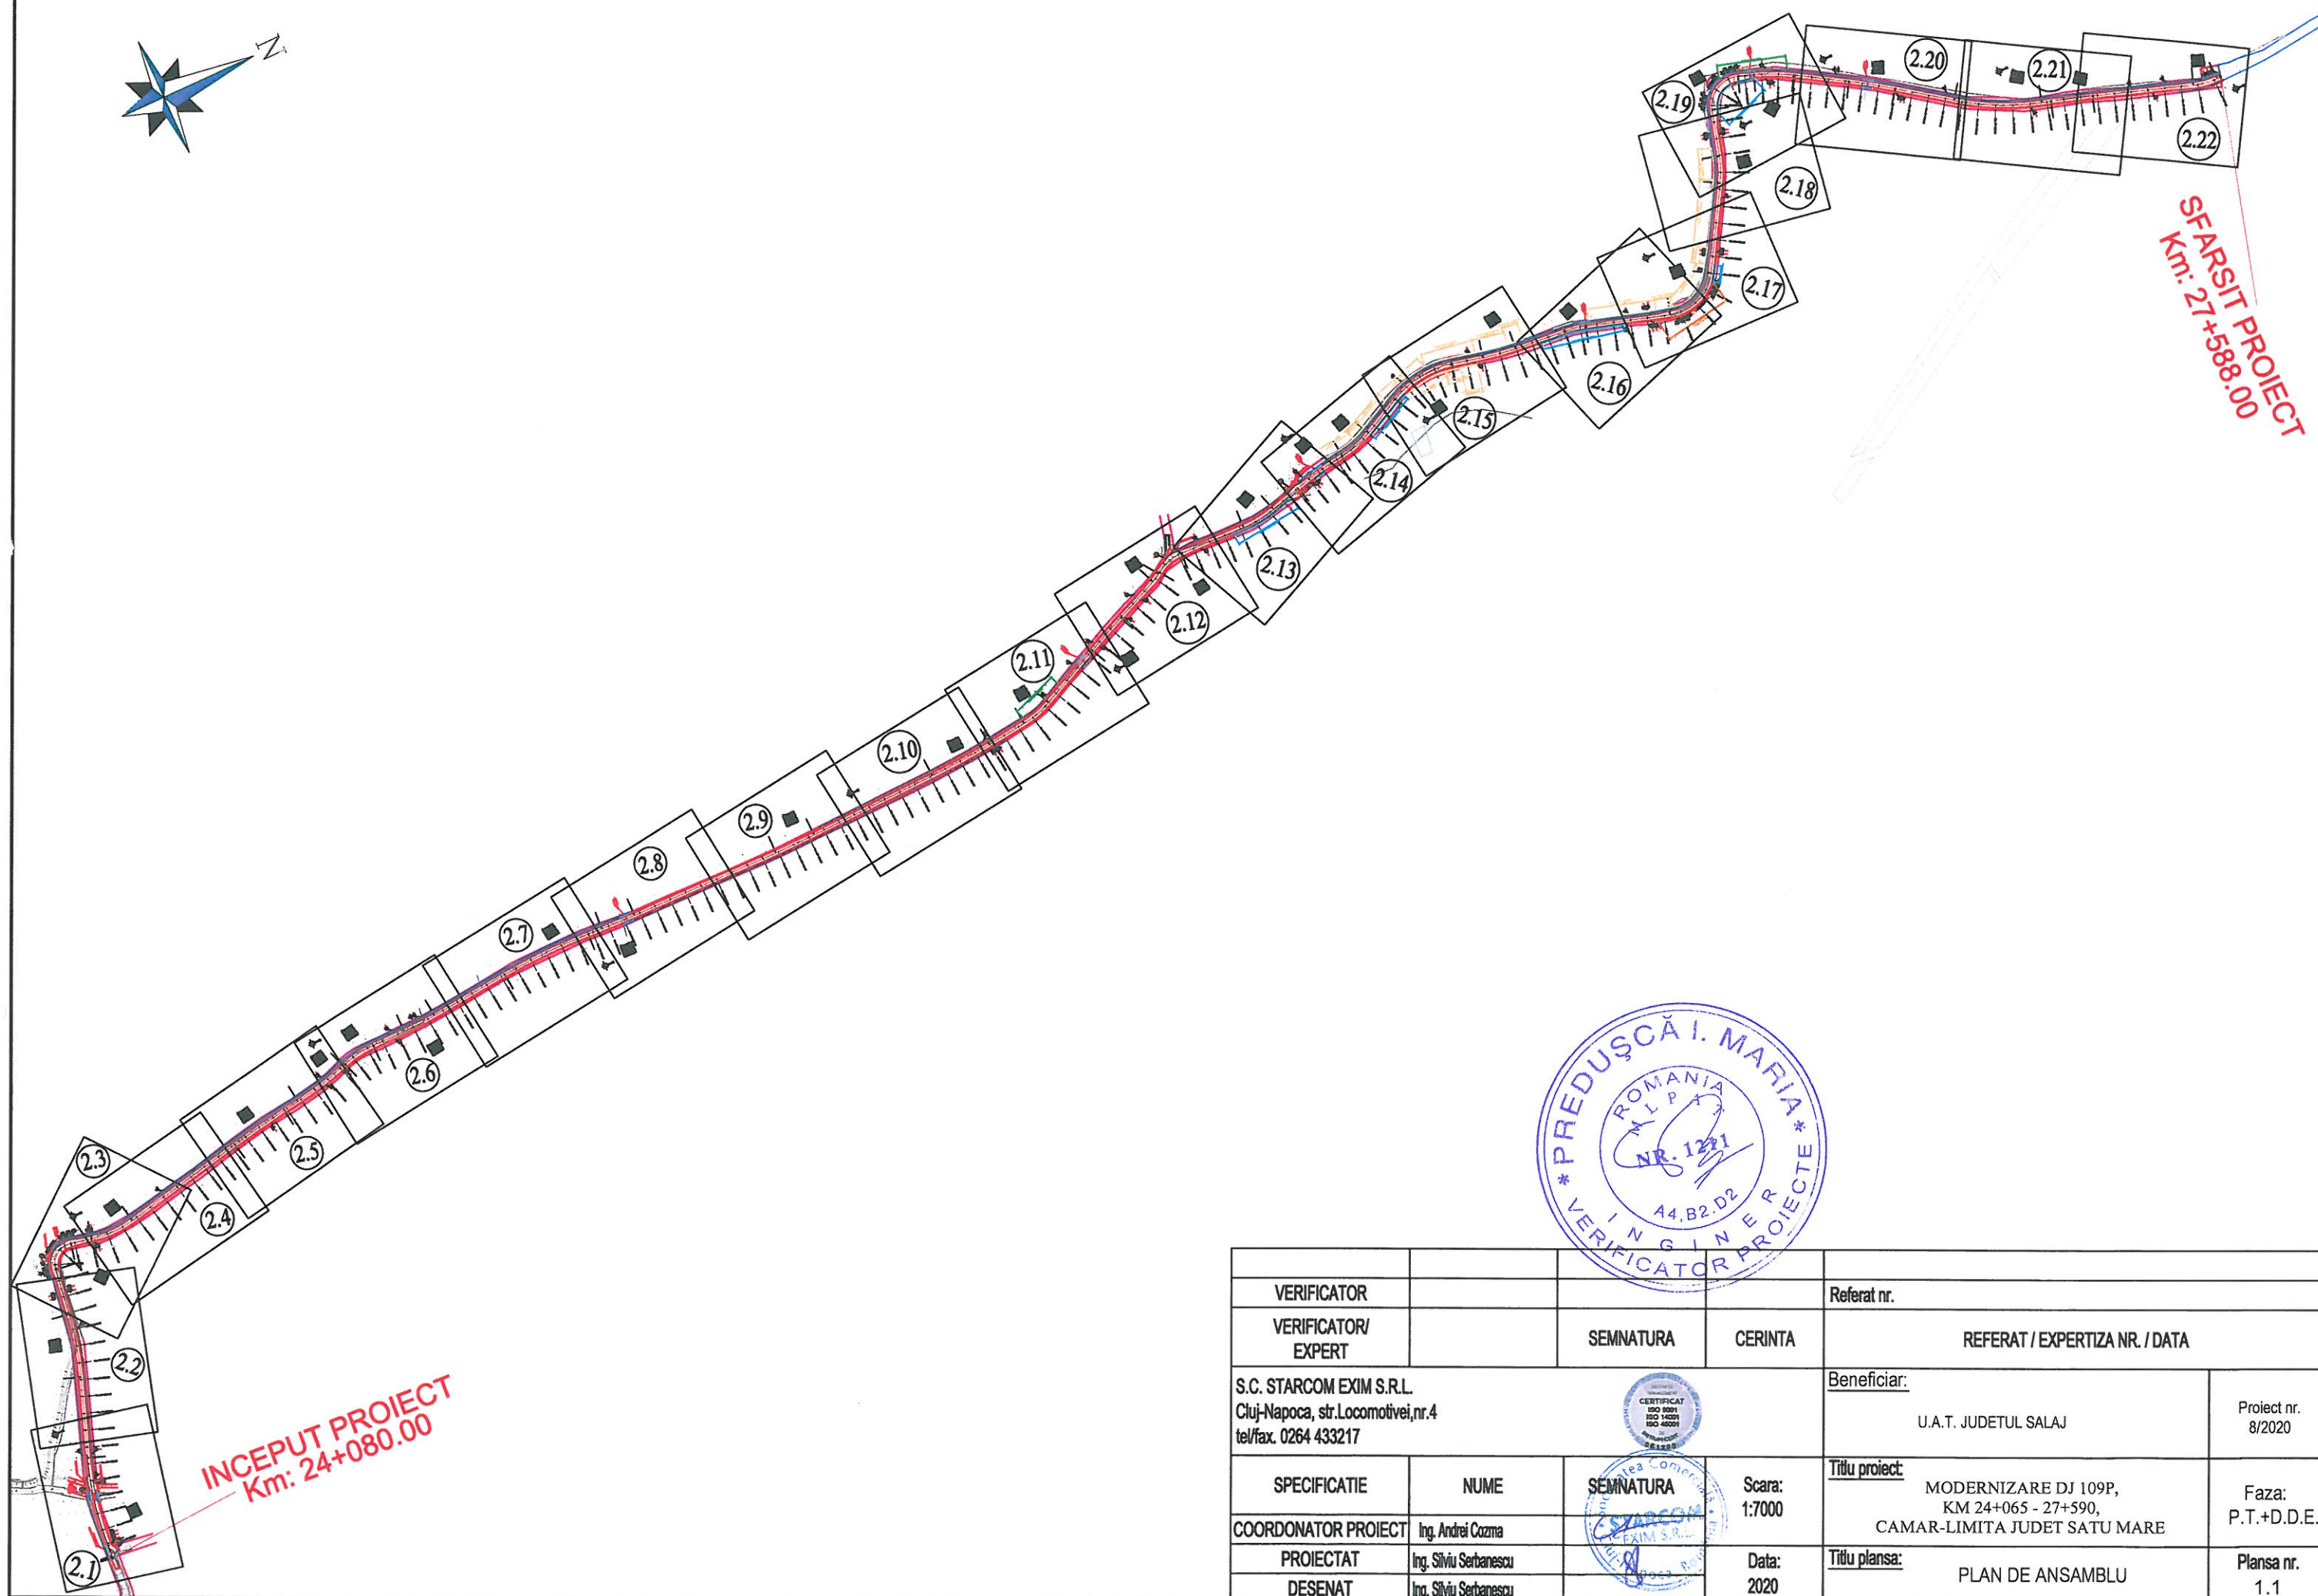 N
2.20
2.21
2.19
2.22
2.18
SFARSIT PROIECT
Km: 27+588.00
2.17
2.16
2.15
2.14
2.13
2.12
2.11
2.10
2.9
2.8
2.7
2.6
2.5
2.3
2.4
2.2
INCEPUT PROIECT
Km: 24+080.00
2.1
* PREDUȘCĂ I. MARIA *
ROMANIA
NR. 1211
A4,B2.D2
INGINER
VERIFICATOR PROIECTE
VERIFICATOR
Referat nr.
VERIFICATOR/
EXPERT
SEMNATURA
CERINTA
REFERAT / EXPERTIZA NR. / DATA
S.C. STARCOM EXIM S.R.L.
Cluj-Napoca, str.Locomotivei,nr.4
tel/fax. 0264 433217
CERTIFICAT
ISO 9001
ISO 14001
Beneficiar:
U.A.T. JUDETUL SALAJ
Proiect nr.
8/2020
SPECIFICATIE
NUME
SEMNATURA
Scara:
1:7000
Titlu proiect:
MODERNIZARE DJ 109P,
KM 24+065 - 27+590,
CAMAR-LIMITA JUDET SATU MARE
Faza:
P.T.+D.D.E.
COORDONATOR PROIECT
Ing. Andrei Cozma
STARCOM
EXIM S.R.L.
PROIECTAT
Ing. Silviu Serbanescu
Data:
2020
Titlu plansa:
PLAN DE ANSAMBLU
Plansa nr.
1.1
DESENAT
Ing. Silviu Serbanescu